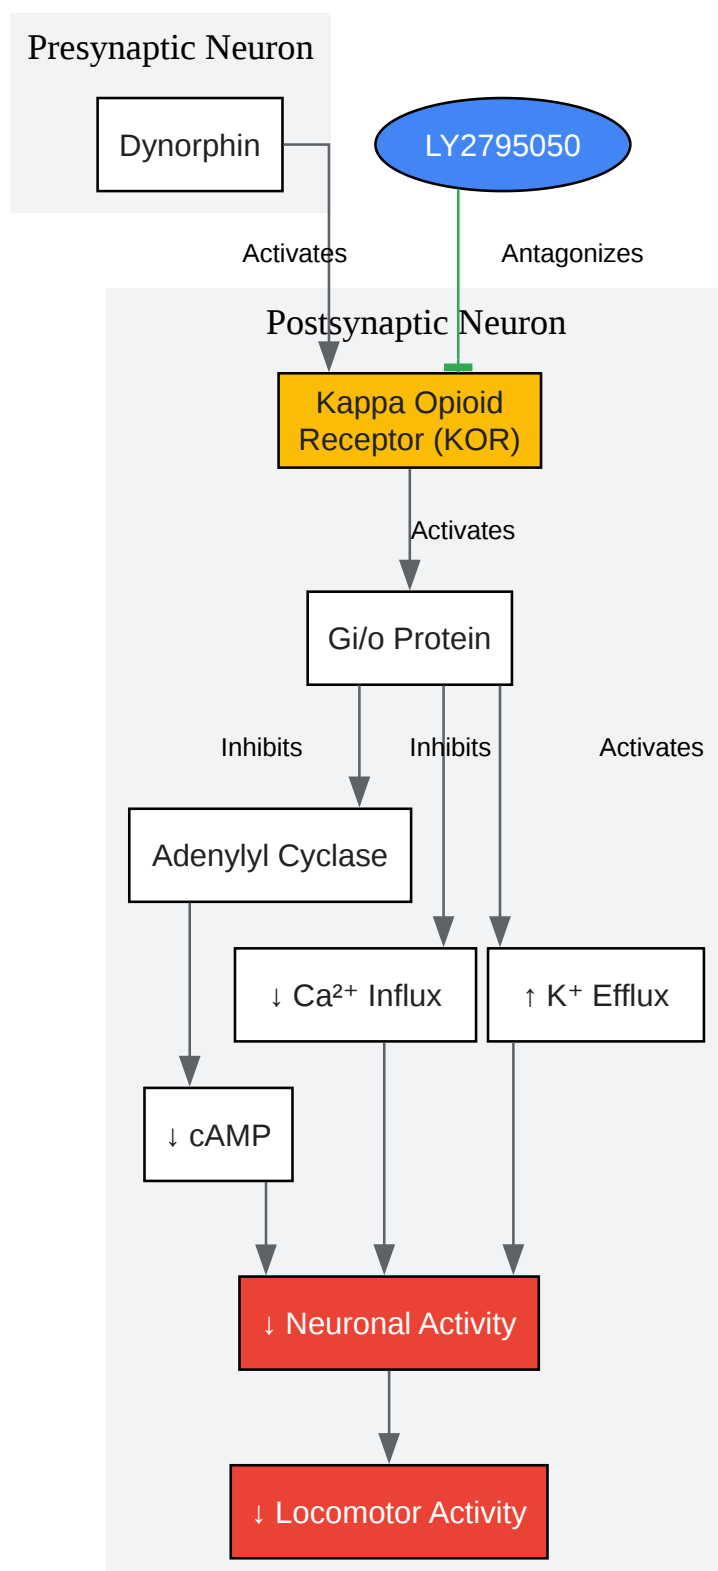 Presynaptic Neuron
Dynorphin
LY2795050
Activates
Antagonizes
Postsynaptic Neuron
Kappa Opioid
Receptor (KOR)
Activates
Gi/o Protein
Inhibits
Inhibits
Activates
Adenylyl Cyclase
↓ Ca²⁺ Influx
↑ K⁺ Efflux
↓ cAMP
↓ Neuronal Activity
↓ Locomotor Activity